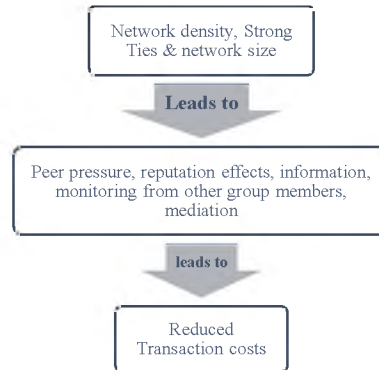 Network density, Strong
Ties & network size
Leads to
Peer pressure, reputation effects, information,
monitoring from other group members,
mediation
leads to
Reduced
Transaction costs